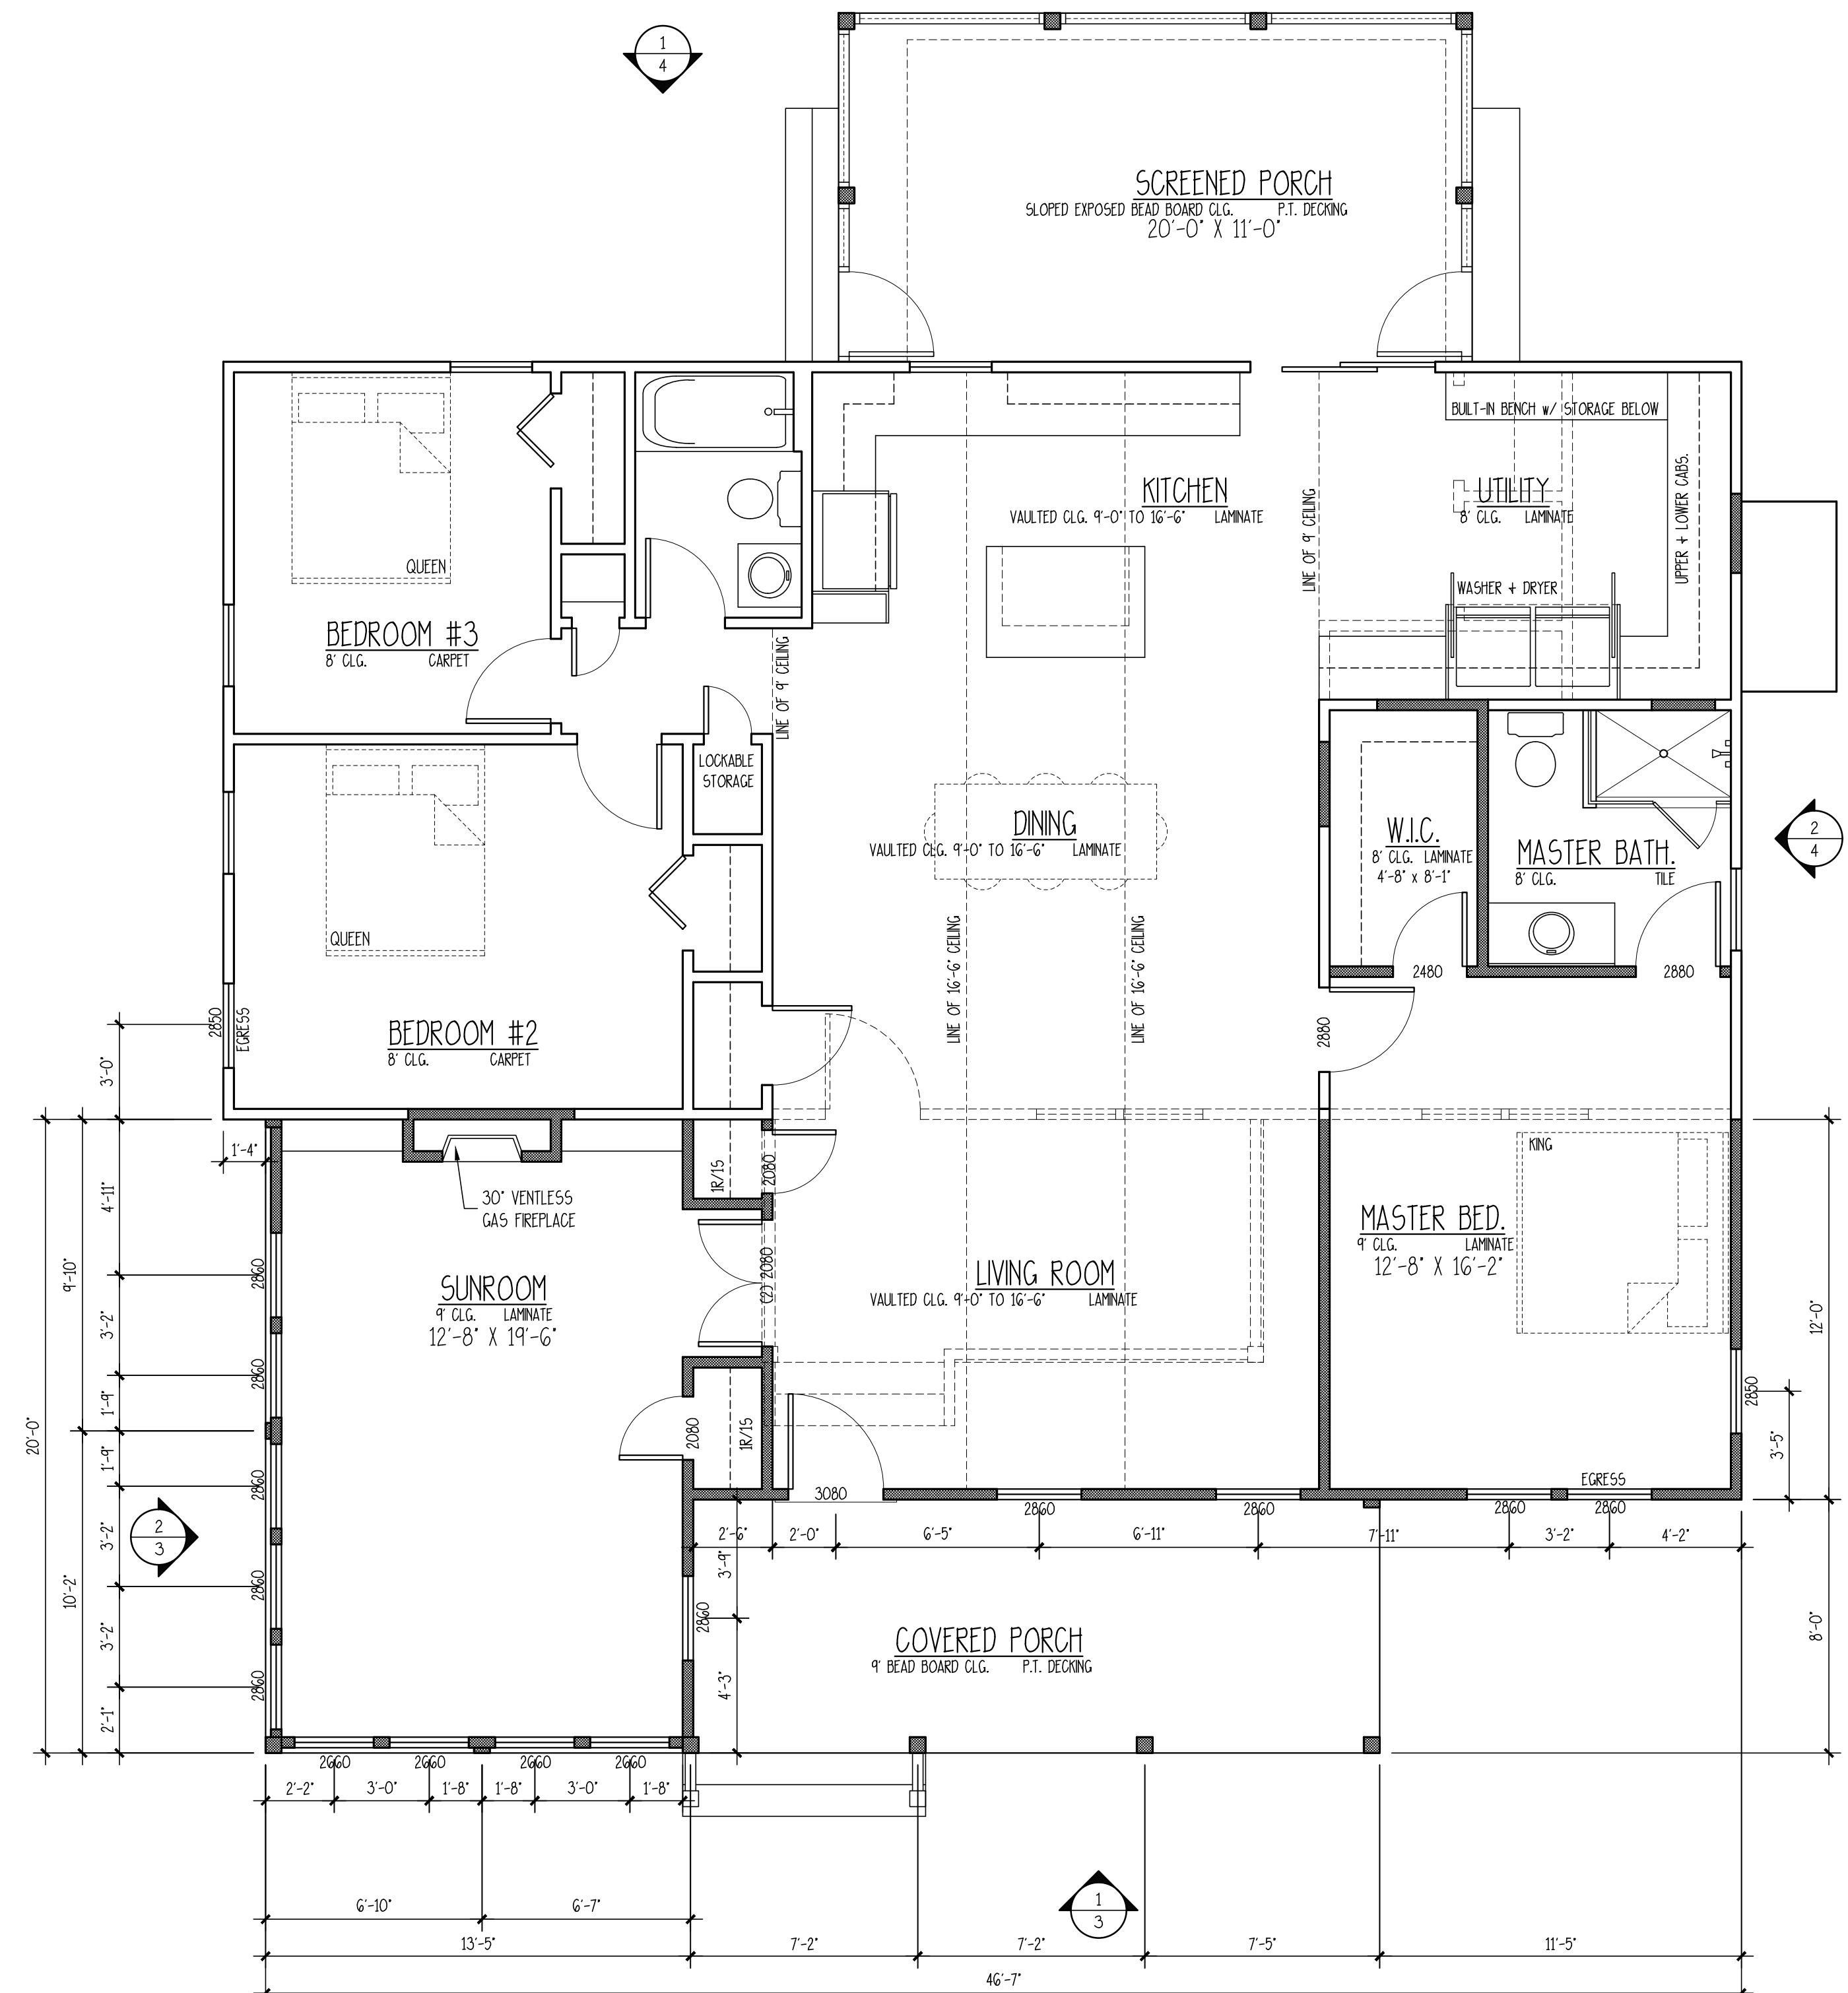 1
4
SCREENED PORCH
SLOPED EXPOSED BEAD BOARD CLG. P.T. DECKING
20'-0" X 11'-0"
BUILT-IN BENCH w/ STORAGE BELOW
UPPER + LOWER CABS.
KITCHEN
VAULTED CLG. 9'-0" TO 16'-6" LAMINATE
LINE OF 9' CEILING
UTILITY
8' CLG. LAMINATE
WASHER + DRYER
QUEEN
BEDROOM #3
8' CLG. CARPET
LINE OF 9' CEILING
LOCKABLE
STORAGE
DINING
VAULTED CLG. 9'-0" TO 16'-6" LAMINATE
W.I.C.
8' CLG. LAMINATE
4'-8" x 8'-1"
MASTER BATH.
8' CLG. TILE
2
4
QUEEN
LINE OF 16'-6" CEILING
LINE OF 16'-6" CEILING
2480
2880
2850
EGRESS
BEDROOM #2
8' CLG. CARPET
2880
3'-0"
1'-4"
30" VENTLESS
GAS FIREPLACE
1R/1S
2080
KING
4'-11"
9'-10"
2860
SUNROOM
9' CLG. LAMINATE
12'-8" X 19'-6"
(2) 2080
LIVING ROOM
VAULTED CLG. 9'-0" TO 16'-6" LAMINATE
MASTER BED.
9' CLG. LAMINATE
12'-8" X 16'-2"
12'-0"
3'-2"
2860
2850
1'-9"
20'-0"
2080
1R/1S
3'-5"
1'-9"
2860
3080
EGRESS
2860
2860
2860
2860
2'-6"
2'-0"
6'-5"
6'-11"
7'-11"
3'-2"
4'-2"
2
3
3'-2"
3'-9"
10'-2"
2860
2860
COVERED PORCH
9' BEAD BOARD CLG. P.T. DECKING
8'-0"
3'-2"
4'-3"
2860
2'-1"
2660
2660
2660
2660
2'-2"
3'-0"
1'-8"
1'-8"
3'-0"
1'-8"
6'-10"
6'-7"
1
3
13'-5"
7'-2"
7'-2"
7'-5"
11'-5"
46'-7"